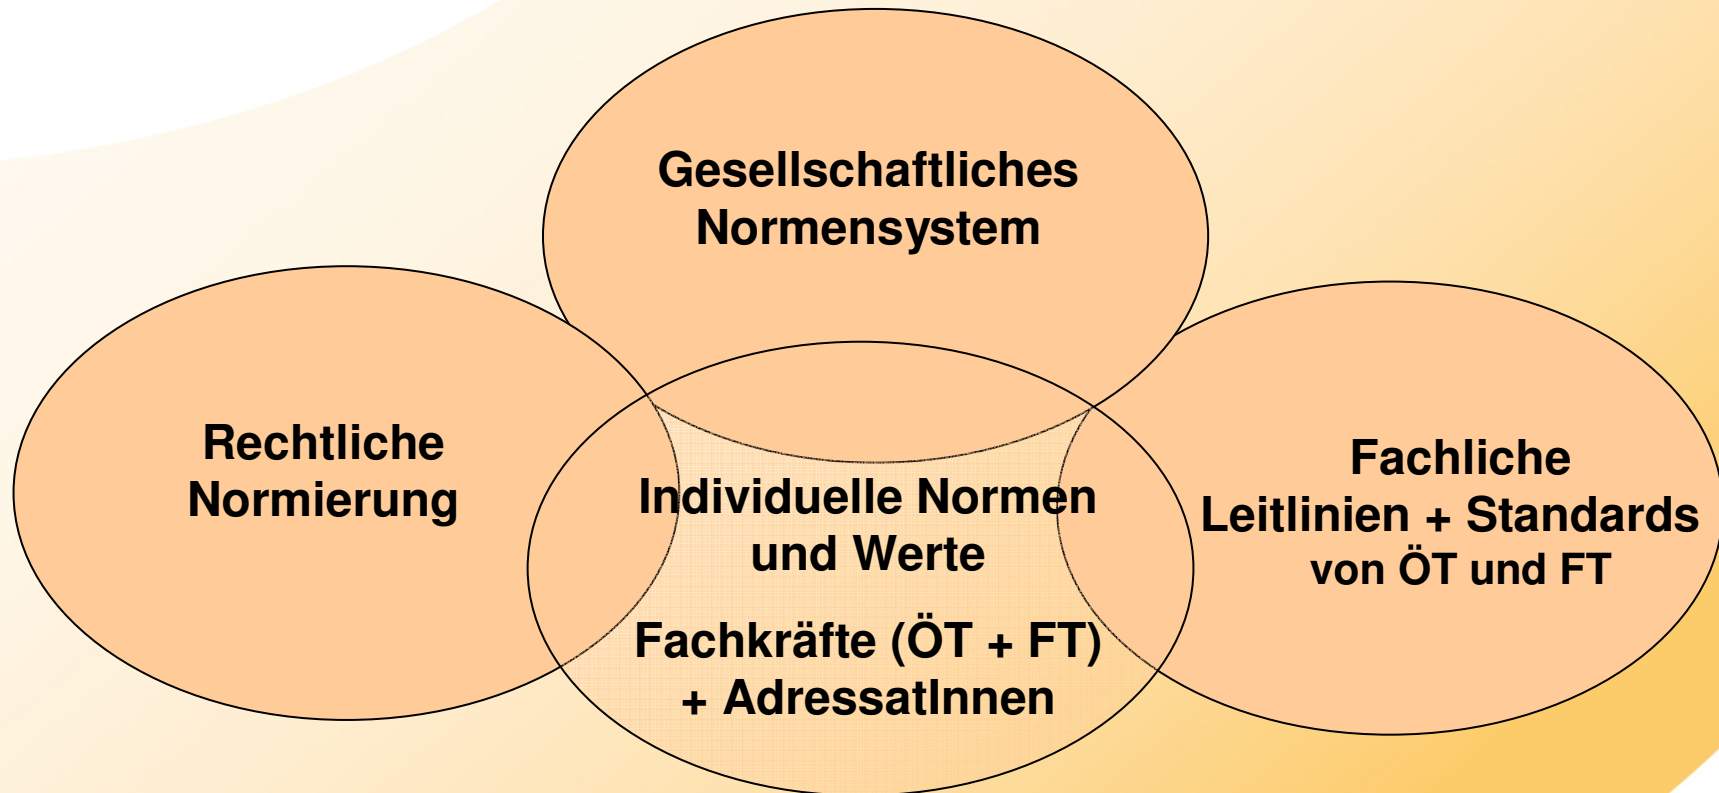 Gesellschaftliches
Normensystem
Rechtliche
Normierung
Fachliche
Leitlinien + Standards
von ÖT und FT
Individuelle Normen
und Werte
Fachkräfte (ÖT + FT)
+ AdressatInnen